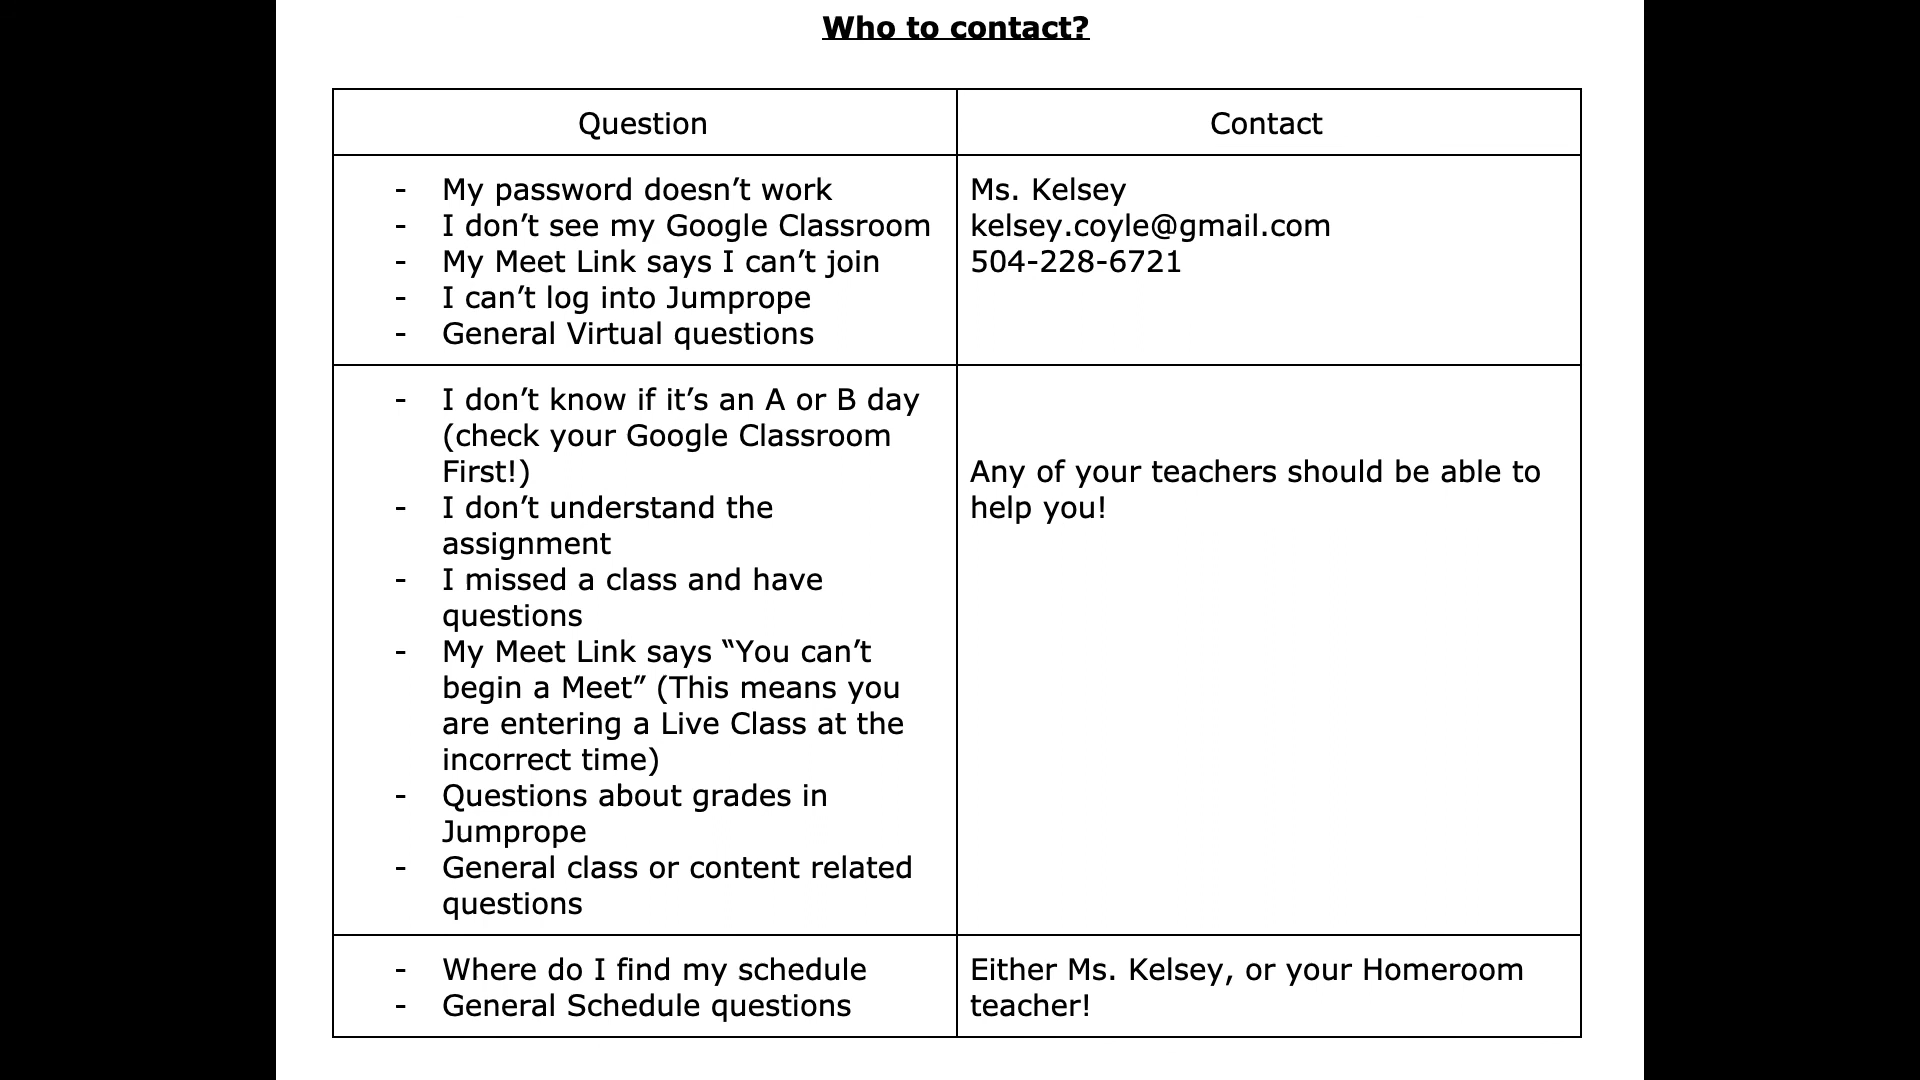 Who to contact?
Question
Contact
- My password doesn’t work
- I don’t see my Google Classroom
- My Meet Link says I can’t join
- I can’t log into Jumprope
- General Virtual questions
Ms. Kelsey
kelsey.coyle@gmail.com
504-228-6721
- I don’t know if it’s an A or B day
(check your Google Classroom
First!)
- I don’t understand the
assignment
- I missed a class and have
questions
- My Meet Link says “You can’t
begin a Meet” (This means you
are entering a Live Class at the
incorrect time)
- Questions about grades in
Jumprope
- General class or content related
questions
Any of your teachers should be able to
help you!
- Where do I find my schedule
- General Schedule questions
Either Ms. Kelsey, or your Homeroom
teacher!